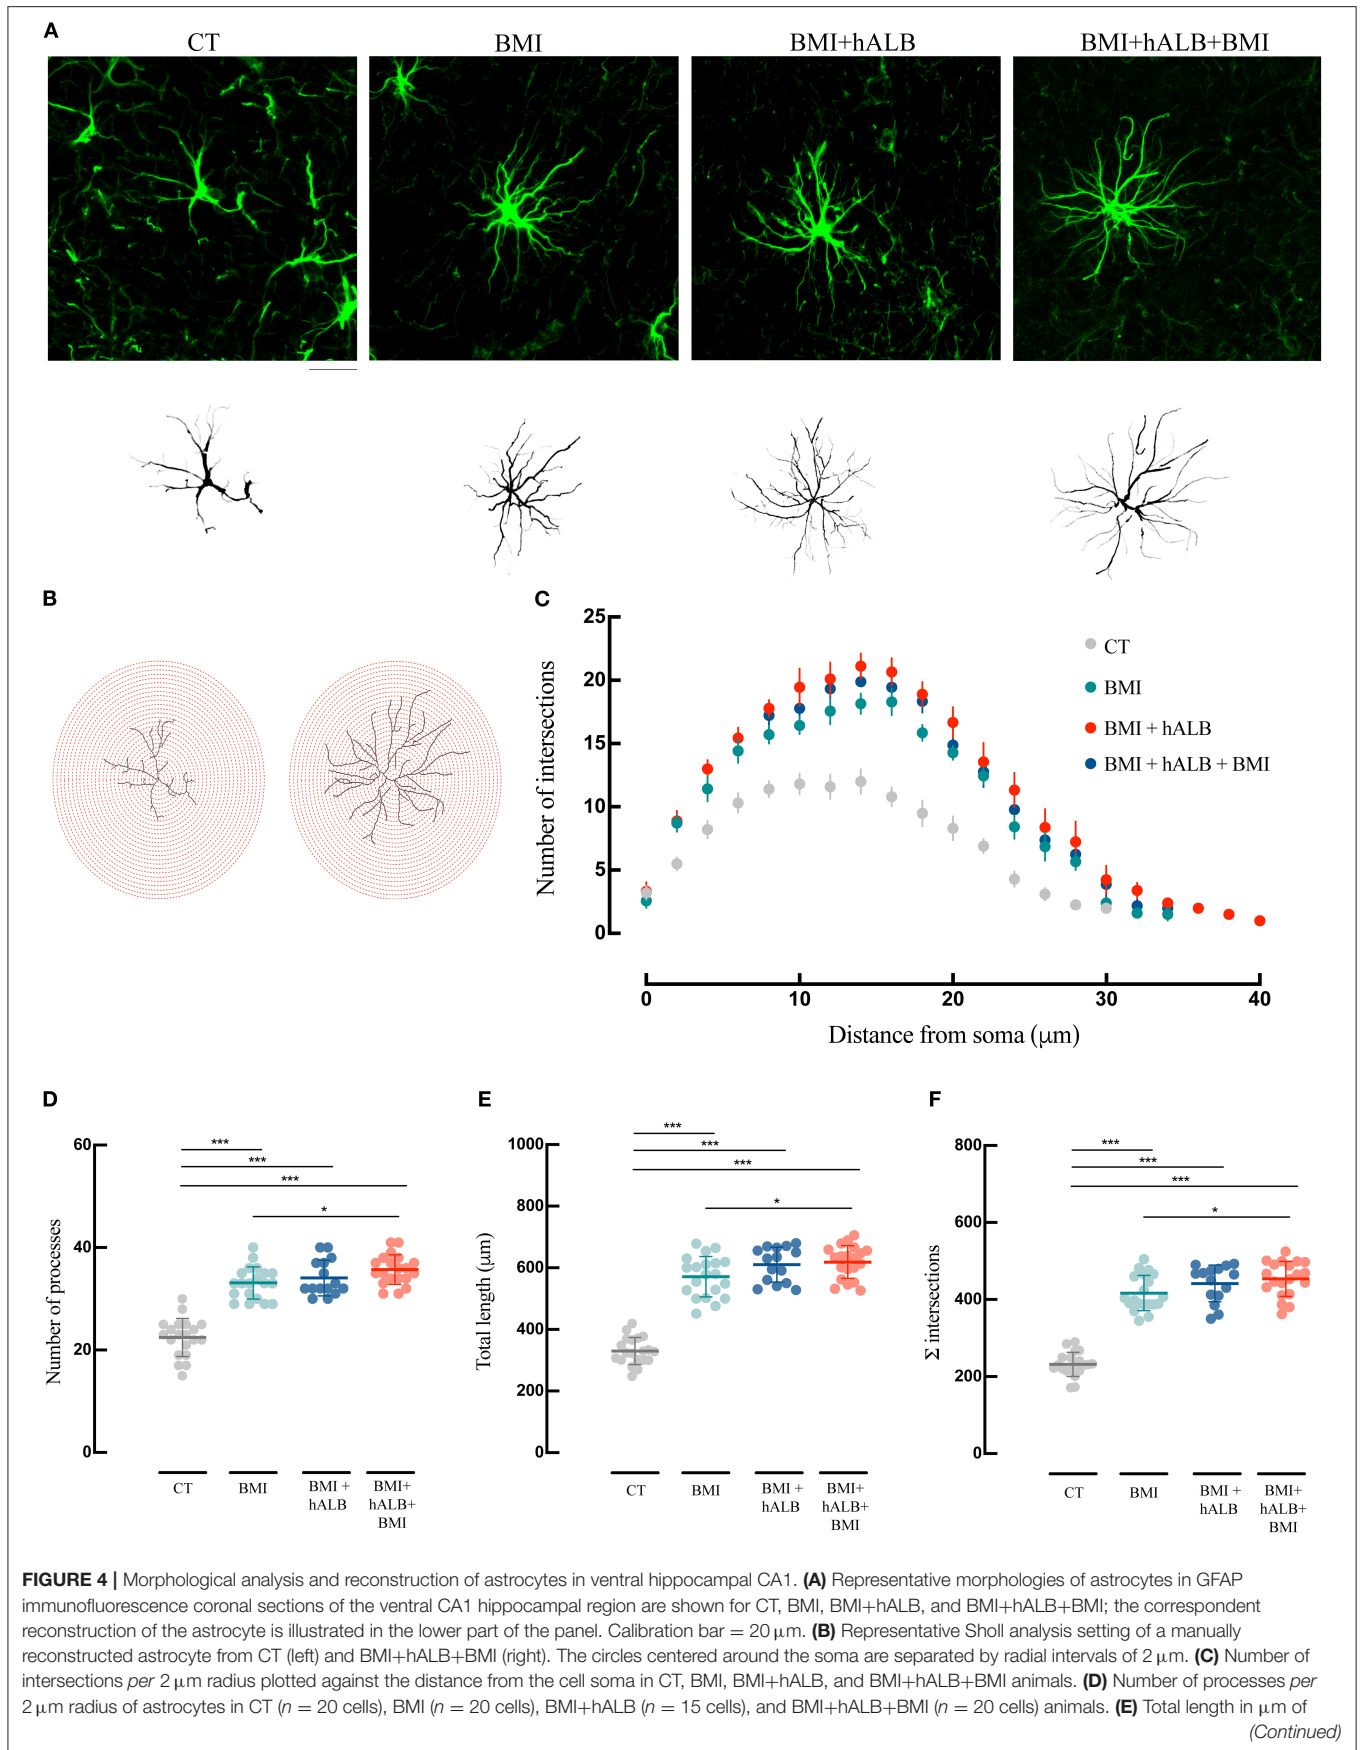 A
CT
BMI
BMI+hALB
BMI+hALB+BMI
B
C
25
20
15
10
5
0
Number of intersections
CT
BMI
BMI + hALB
BMI + hALB + BMI
0
10
20
30
40
Distance from soma (μm)
D
60
40
20
0
Number of processes
***
***
***
*
CT
BMI
BMI +
hALB
BMI+
hALB+
BMI
E
1000
800
600
400
200
0
Total length (μm)
***
***
***
*
CT
BMI
BMI +
hALB
BMI+
hALB+
BMI
F
800
600
400
200
0
Σ intersections
***
***
***
*
CT
BMI
BMI +
hALB
BMI+
hALB+
BMI
FIGURE 4 | Morphological analysis and reconstruction of astrocytes in ventral hippocampal CA1. (A) Representative morphologies of astrocytes in GFAP
immunofluorescence coronal sections of the ventral CA1 hippocampal region are shown for CT, BMI, BMI+hALB, and BMI+hALB+BMI; the correspondent
reconstruction of the astrocyte is illustrated in the lower part of the panel. Calibration bar = 20 μm. (B) Representative Sholl analysis setting of a manually
reconstructed astrocyte from CT (left) and BMI+hALB+BMI (right). The circles centered around the soma are separated by radial intervals of 2 μm. (C) Number of
intersections per 2 μm radius plotted against the distance from the cell soma in CT, BMI, BMI+hALB, and BMI+hALB+BMI animals. (D) Number of processes per
2 μm radius of astrocytes in CT (n = 20 cells), BMI (n = 20 cells), BMI+hALB (n = 15 cells), and BMI+hALB+BMI (n = 20 cells) animals. (E) Total length in μm of
(Continued)